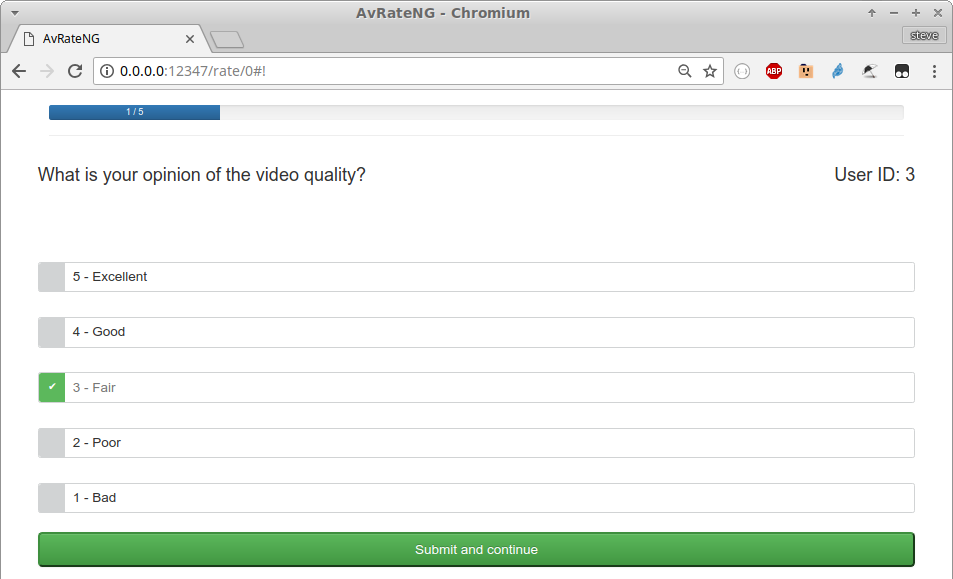 AvRateNG - Chromium
AvRateNG
steve
0.0.0.0:12347/rate/0#!
ABP
1 / 5
What is your opinion of the video quality?
User ID: 3
5 - Excellent
4 - Good
3 - Fair
2 - Poor
1 - Bad
Submit and continue